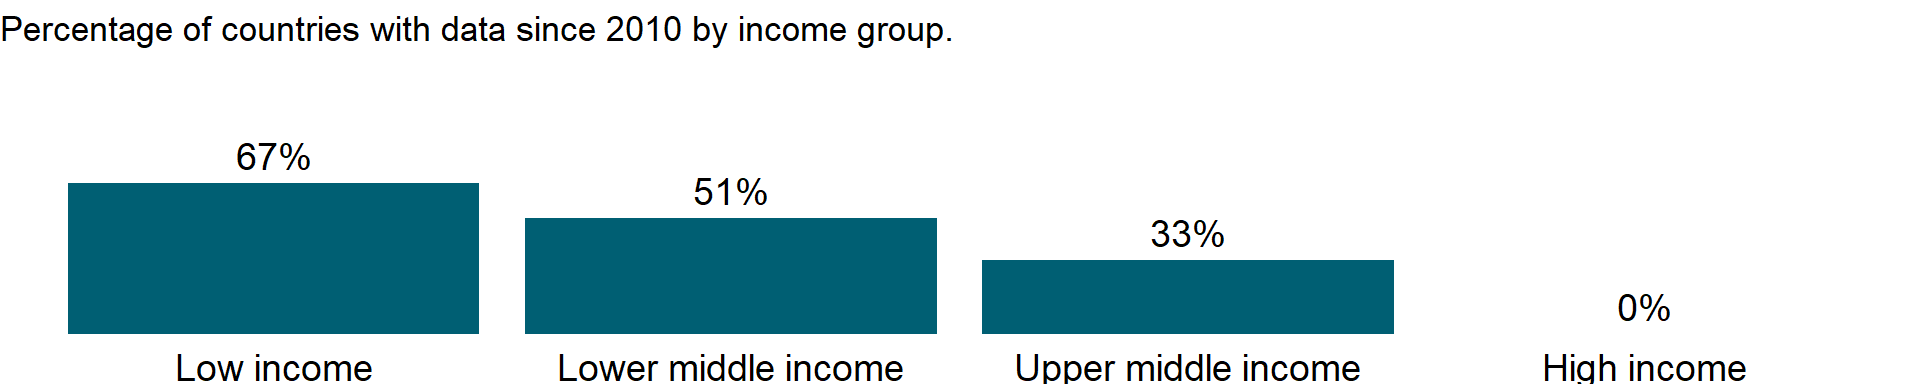 Percentage of countries with data since 2010 by income group.
67%
51%
33%
0%
Low income
Lower middle income
Upper middle income
High income